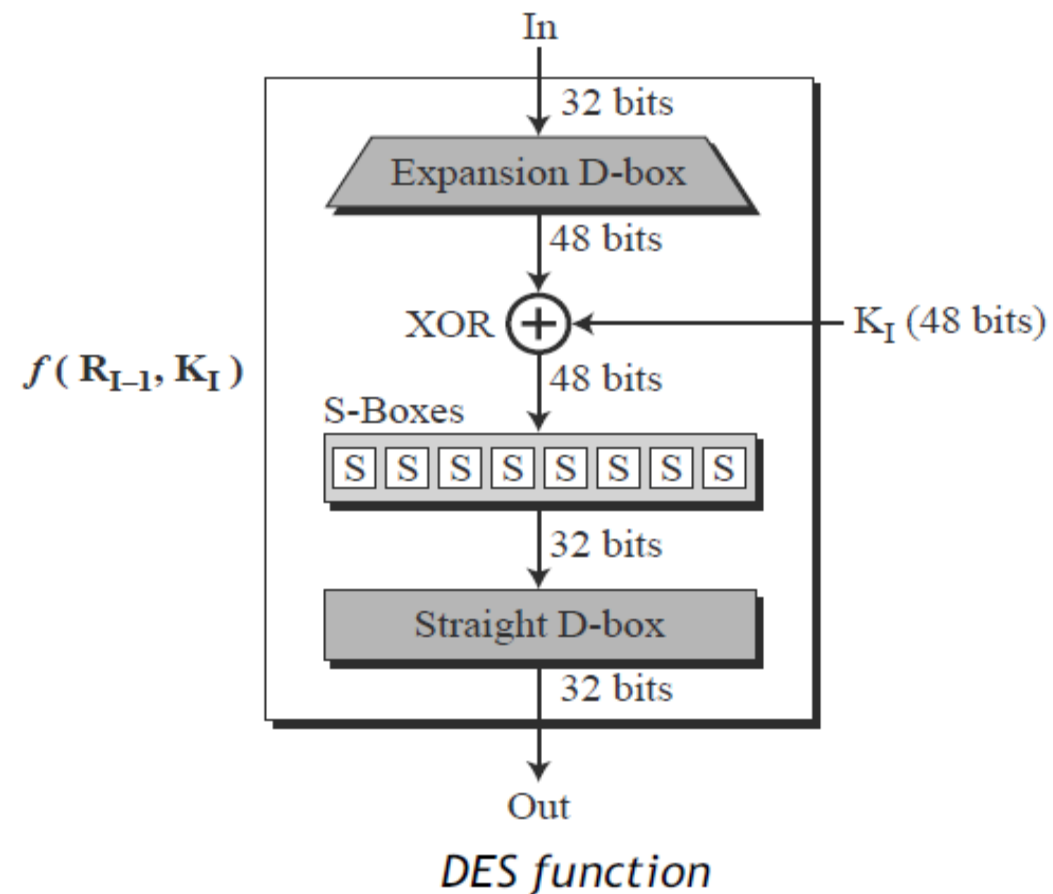 In
32 bits
Expansion D-box
48 bits
XOR + K_I (48 bits)
f ( R_I–1, K_I )
48 bits
S-Boxes
S S S S S S S S
32 bits
Straight D-box
32 bits
Out
DES function